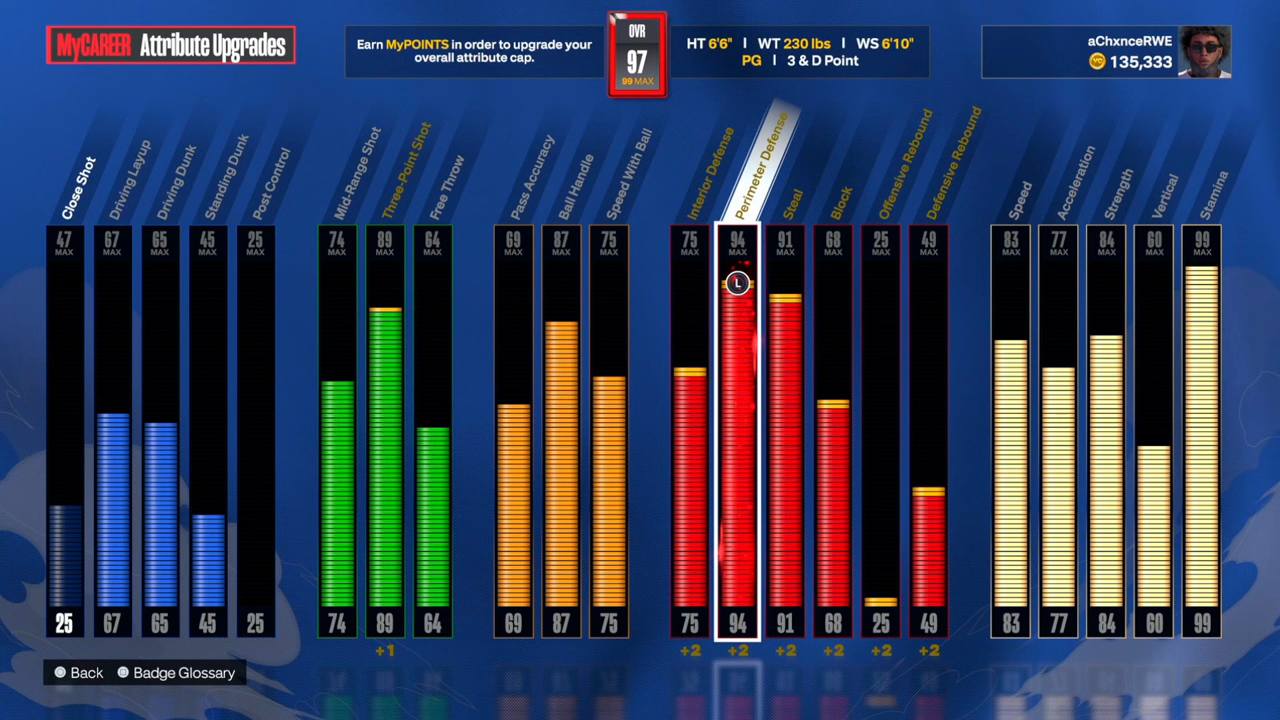 MyCAREER Attribute Upgrades
Earn MyPOINTS in order to upgrade your
overall attribute cap.
OVR
97
99 MAX
HT 6'6" | WT 230 lbs | WS 6'10"
PG | 3 & D Point
aChxnceRWE
VC 135,333
Close Shot
Driving Layup
Driving Dunk
Standing Dunk
Post Control
Mid-Range Shot
Three-Point Shot
Free Throw
Pass Accuracy
Ball Handle
Speed With Ball
Interior Defense
Perimeter Defense
Steal
Block
Offensive Rebound
Defensive Rebound
Speed
Acceleration
Strength
Vertical
Stamina
47 67 65 45 25 74 89 64 69 87 75 75 94 91 68 25 49 83 77 84 60 99
MAX MAX MAX MAX MAX MAX MAX MAX MAX MAX MAX MAX MAX MAX MAX MAX MAX MAX MAX MAX MAX MAX
L
25 67 65 45 25 74 89 64 69 87 75 75 94 91 68 25 49 83 77 84 60 99
+1 +2 +2 +2 +2 +2 +2
Back Badge Glossary